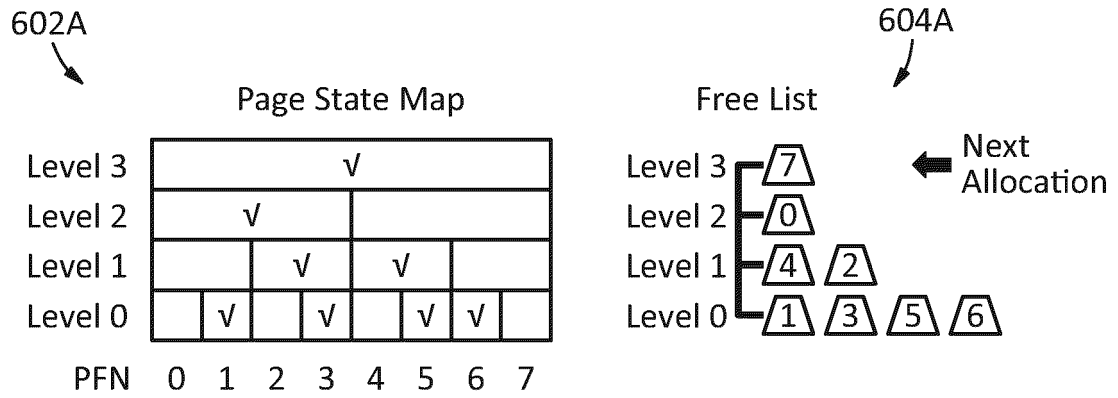 602A
604A
Page State Map
Free List
Level 3 √
Level 2 √
Level 1 √ √
Level 0 √ √ √ √
PFN 0 1 2 3 4 5 6 7
Level 3 7
Level 2 0
Level 1 4 2
Level 0 1 3 5 6
Next
Allocation